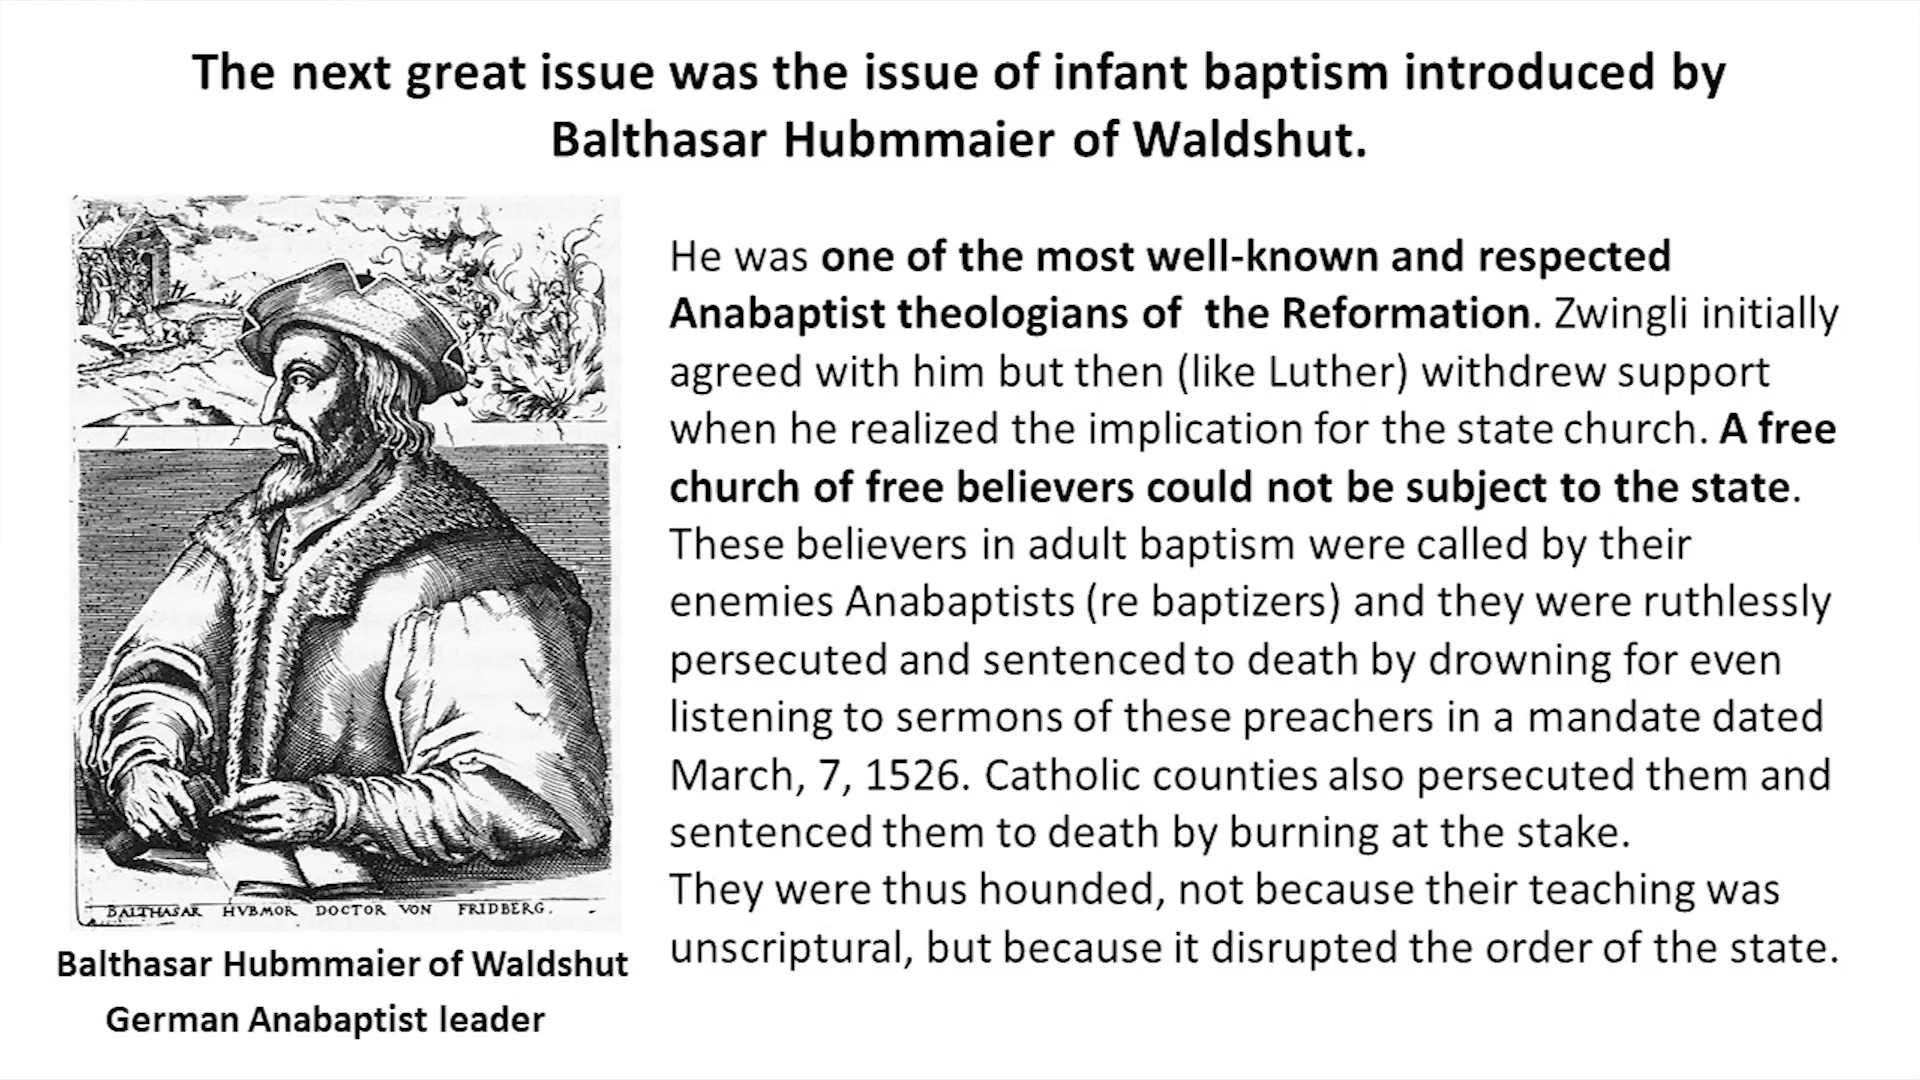 The next great issue was the issue of infant baptism introduced by
Balthasar Hubmmaier of Waldshut.
He was one of the most well-known and respected
Anabaptist theologians of the Reformation. Zwingli initially
agreed with him but then (like Luther) withdrew support
when he realized the implication for the state church. A free
church of free believers could not be subject to the state.
These believers in adult baptism were called by their
enemies Anabaptists (re baptizers) and they were ruthlessly
persecuted and sentenced to death by drowning for even
listening to sermons of these preachers in a mandate dated
March, 7, 1526. Catholic counties also persecuted them and
sentenced them to death by burning at the stake.
They were thus hounded, not because their teaching was
unscriptural, but because it disrupted the order of the state.
BALTHASAR HVBMOR DOCTOR VON FRIDBERG.
Balthasar Hubmmaier of Waldshut
German Anabaptist leader